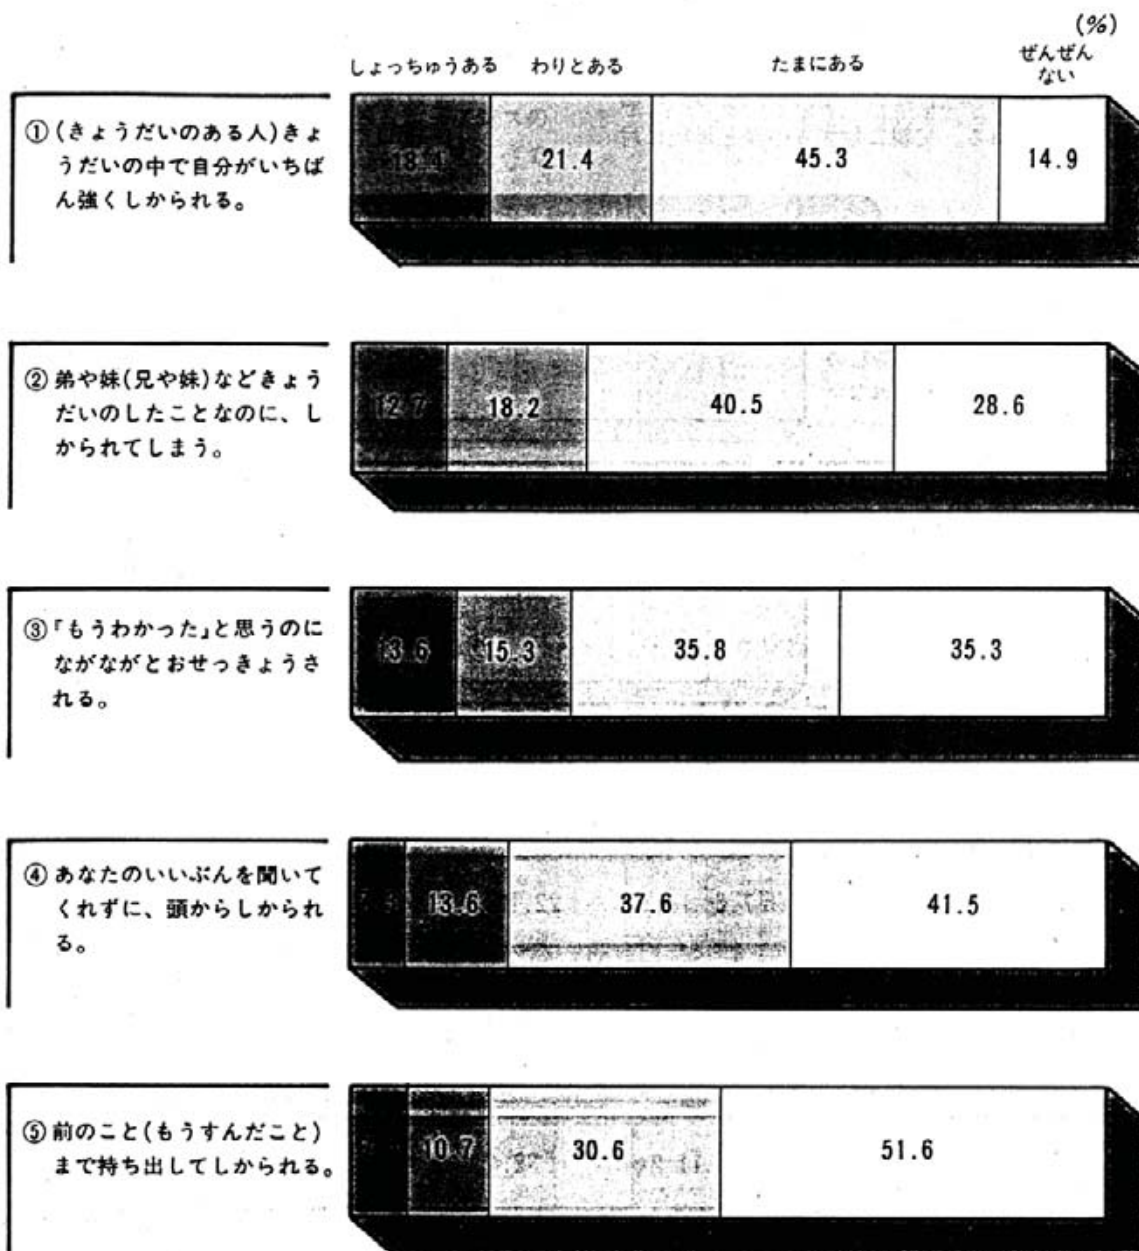 (%)
しょっちゅうある わりとある たまにある ぜんぜん
ない
①(きょうだいのある人)きょ
うだいの中で自分がいちば
ん強くしかられる。
18.4 21.4 45.3 14.9
②弟や妹(兄や妹)などきょう
だいのしたことなのに、し
かられてしまう。
12.7 18.2 40.5 28.6
③「もうわかった」と思うのに
ながながとおせっきょうさ
れる。
13.6 15.3 35.8 35.3
④あなたのいいぶんを聞いて
くれずに、頭からしかられ
る。
13.6 37.6 41.5
⑤前のこと(もうすんだこと)
まで持ち出してしかられる。
10.7 30.6 51.6